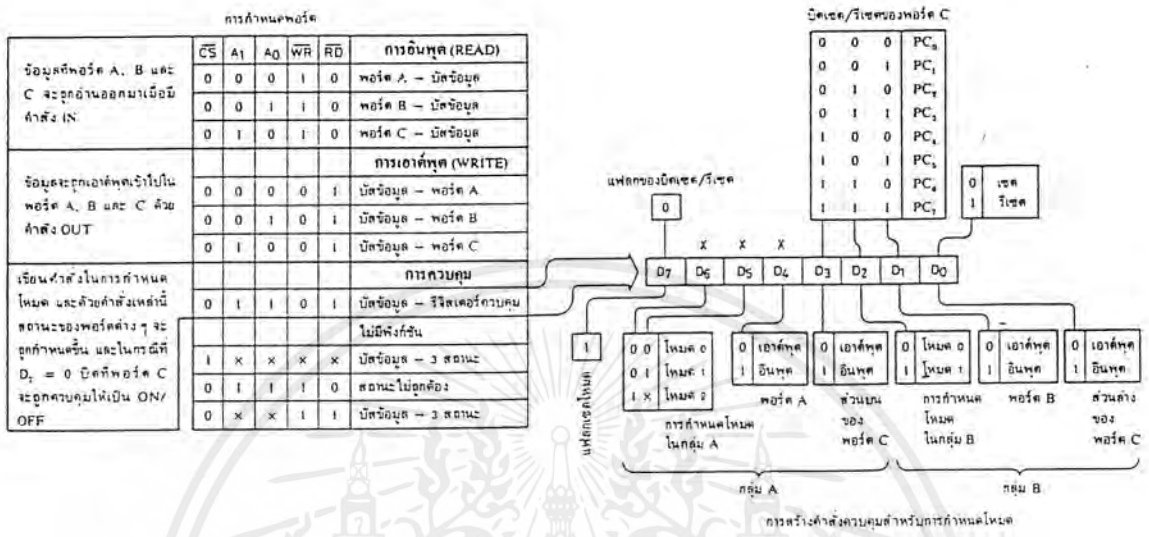 การกำหนดพอร์ต
CS A1 A0 WR RD การอินพุต (READ)
ข้อมูลที่พอร์ต A, B และ
C จะถูกอ่านออกมาเมื่อมี
คำสั่ง IN
0 0 0 1 0 พอร์ต A – บัสข้อมูล
0 0 1 1 0 พอร์ต B – บัสข้อมูล
0 1 0 1 0 พอร์ต C – บัสข้อมูล
การเอาต์พุต (WRITE)
ข้อมูลจะถูกเอาต์พุตเข้าไปใน
พอร์ต A, B และ C ด้วย
คำสั่ง OUT
0 0 0 0 1 บัสข้อมูล – พอร์ต A
0 0 1 0 1 บัสข้อมูล – พอร์ต B
0 1 0 0 1 บัสข้อมูล – พอร์ต C
การควบคุม
เขียนคำสั่งในการกำหนด
โหมด และด้วยคำสั่งเหล่านี้
สถานะของพอร์ตต่าง ๆ จะ
ถูกกำหนดขึ้น และในกรณีที่
D7 = 0 บิตที่พอร์ต C
จะถูกควบคุมให้เป็น ON/
OFF
0 1 1 0 1 บัสข้อมูล – รีจิสเตอร์ควบคุม
ไม่มีฟังก์ชัน
1 × × × × บัสข้อมูล – 3 สถานะ
0 1 1 1 0 สถานะไม่ถูกต้อง
0 × × 1 1 บัสข้อมูล – 3 สถานะ
บิตเซต/รีเซตของพอร์ต C
0 0 0 PC0
0 0 1 PC1
0 1 0 PC2
0 1 1 PC3
1 0 0 PC4
1 0 1 PC5
1 1 0 PC6
1 1 1 PC7
0 เซต
1 รีเซต
แฟลกของบิตเซต/รีเซต
0
X X X
D7 D6 D5 D4 D3 D2 D1 D0
1
แฟลกเซตโหมด
0 0 โหมด 0
0 1 โหมด 1
1 X โหมด 2
การกำหนดโหมด
ในกลุ่ม A
0 เอาต์พุต
1 อินพุต
พอร์ต A
0 เอาต์พุต
1 อินพุต
ส่วนบน
ของ
พอร์ต C
0 โหมด 0
1 โหมด 1
การกำหนด
โหมด
ในกลุ่ม B
0 เอาต์พุต
1 อินพุต
พอร์ต B
0 เอาต์พุต
1 อินพุต
ส่วนล่าง
ของ
พอร์ต C
กลุ่ม A
กลุ่ม B
การสร้างคำสั่งควบคุมสำหรับการกำหนดโหมด